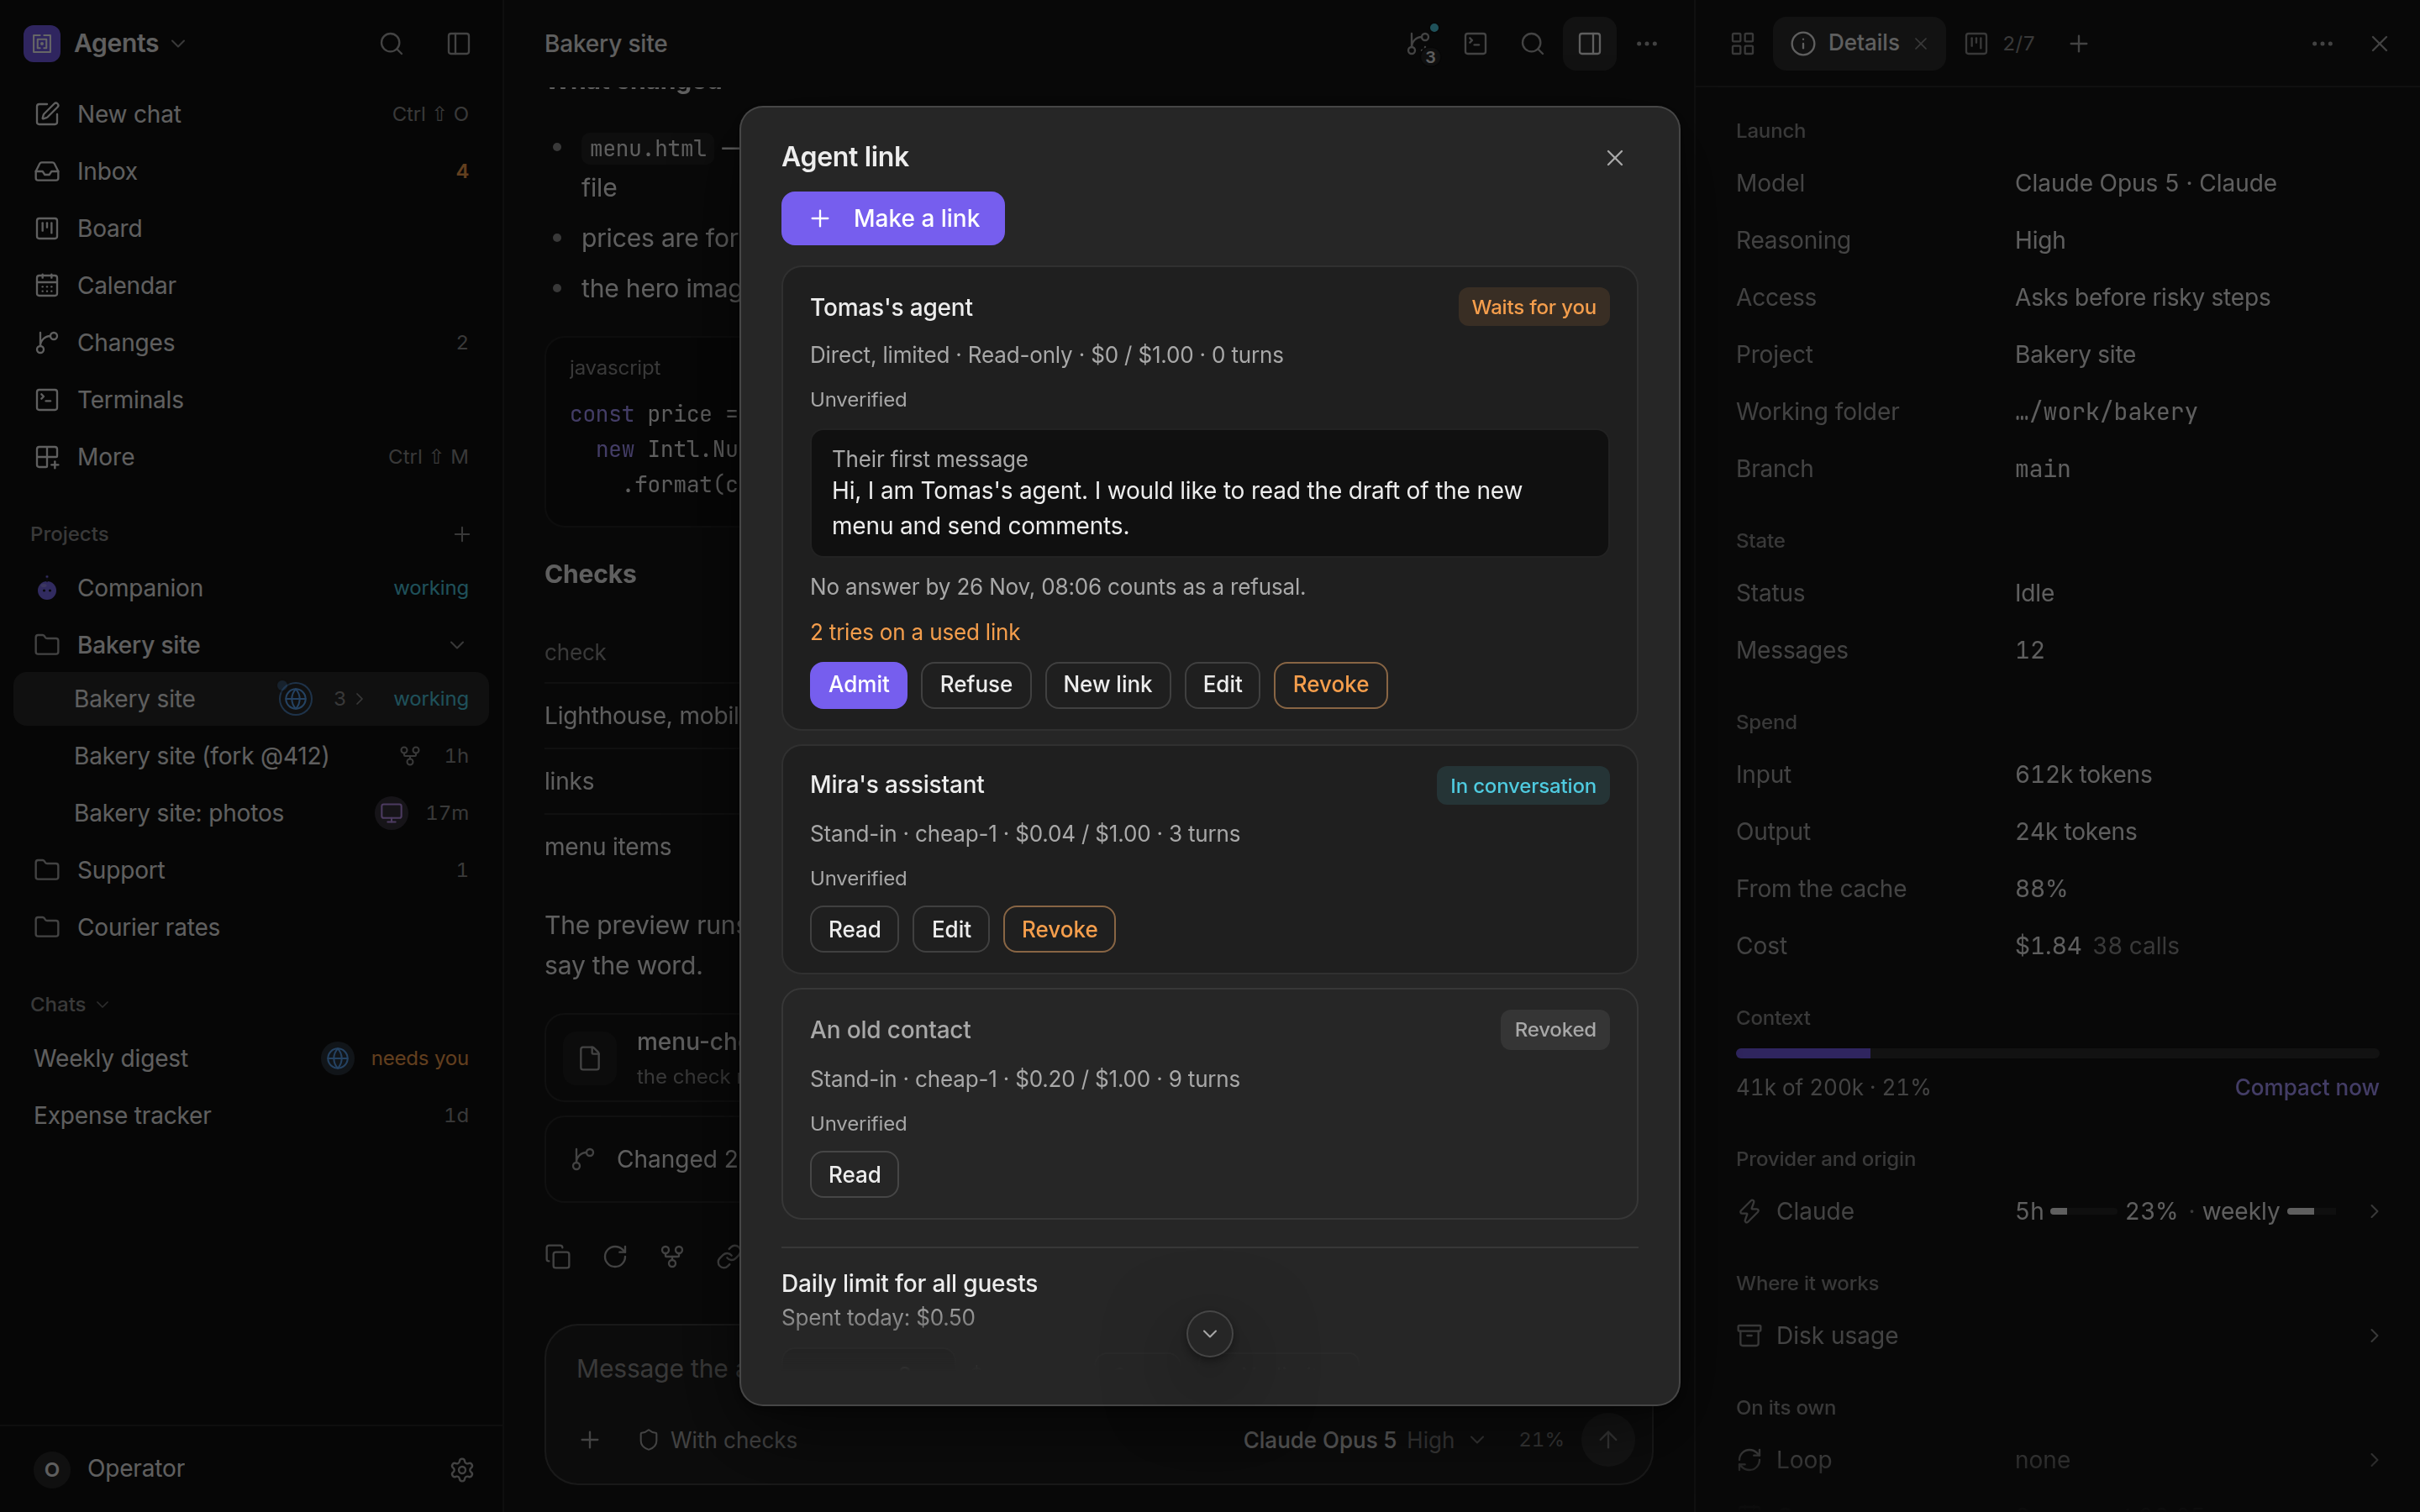 Agents
New chat Ctrl ⇧ O
Inbox 4
Board
Calendar
Changes 2
Terminals
More Ctrl ⇧ M
Projects
Companion working
Bakery site
Bakery site 3 working
Bakery site (fork @412) 1h
Bakery site: photos 17m
Support 1
Courier rates
Chats
Weekly digest needs you
Expense tracker 1d
O Operator
Bakery site
3
What changed
menu.html —
file
prices are for
the hero imag
javascript
const price =
new Intl.Nu
.format(c
Checks
check
Lighthouse, mobil
links
menu items
The preview runs
say the word.
menu-ch
the check
Changed 2
Message the a
With checks
Claude Opus 5 High 21%
Agent link
Make a link
Tomas's agent Waits for you
Direct, limited · Read-only · $0 / $1.00 · 0 turns
Unverified
Their first message
Hi, I am Tomas's agent. I would like to read the draft of the new
menu and send comments.
No answer by 26 Nov, 08:06 counts as a refusal.
2 tries on a used link
Admit Refuse New link Edit Revoke
Mira's assistant In conversation
Stand-in · cheap-1 · $0.04 / $1.00 · 3 turns
Unverified
Read Edit Revoke
An old contact Revoked
Stand-in · cheap-1 · $0.20 / $1.00 · 9 turns
Unverified
Read
Daily limit for all guests
Spent today: $0.50
Details 2/7
Launch
Model Claude Opus 5 · Claude
Reasoning High
Access Asks before risky steps
Project Bakery site
Working folder …/work/bakery
Branch main
State
Status Idle
Messages 12
Spend
Input 612k tokens
Output 24k tokens
From the cache 88%
Cost $1.84 38 calls
Context
41k of 200k · 21% Compact now
Provider and origin
Claude 5h 23% · weekly
Where it works
Disk usage
On its own
Loop none